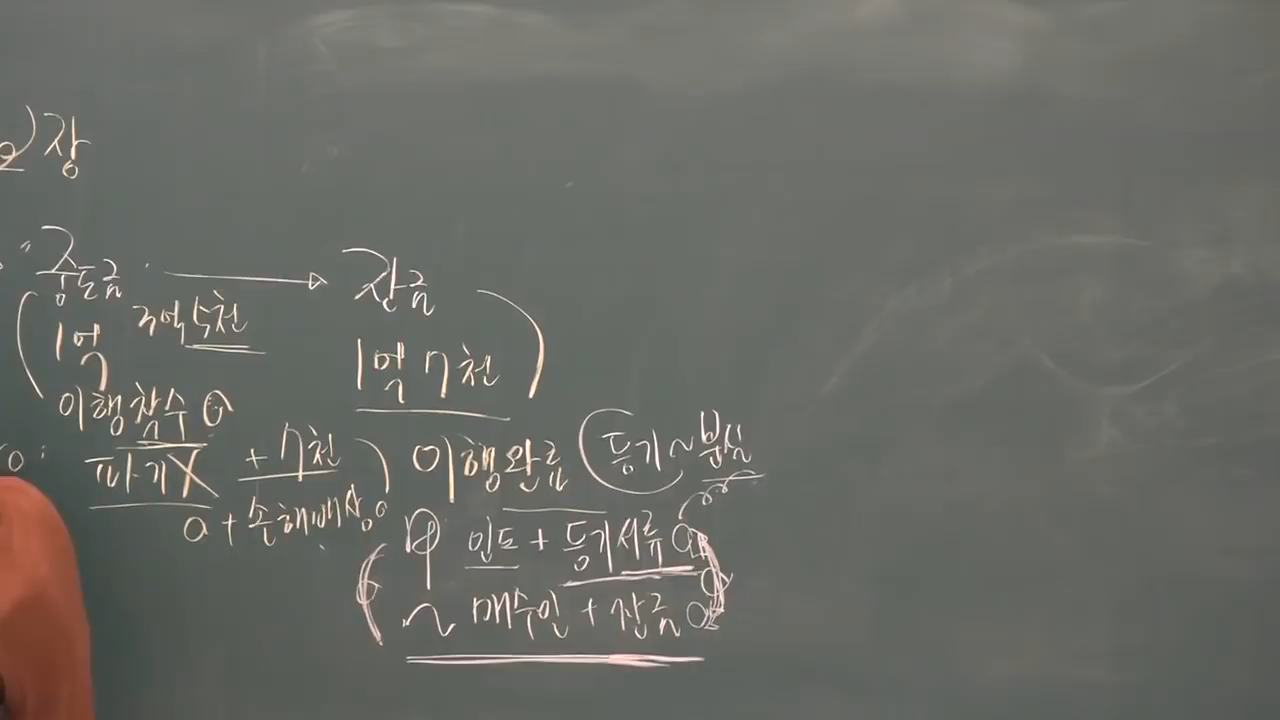 장
중도금 → 잔금
1억 3억5천
1억 7천
이행착수
파기X + 7천
+ 손해배상
이행완료 (등기~분실
인도 + 등기서류
~ 매수인 + 잔금